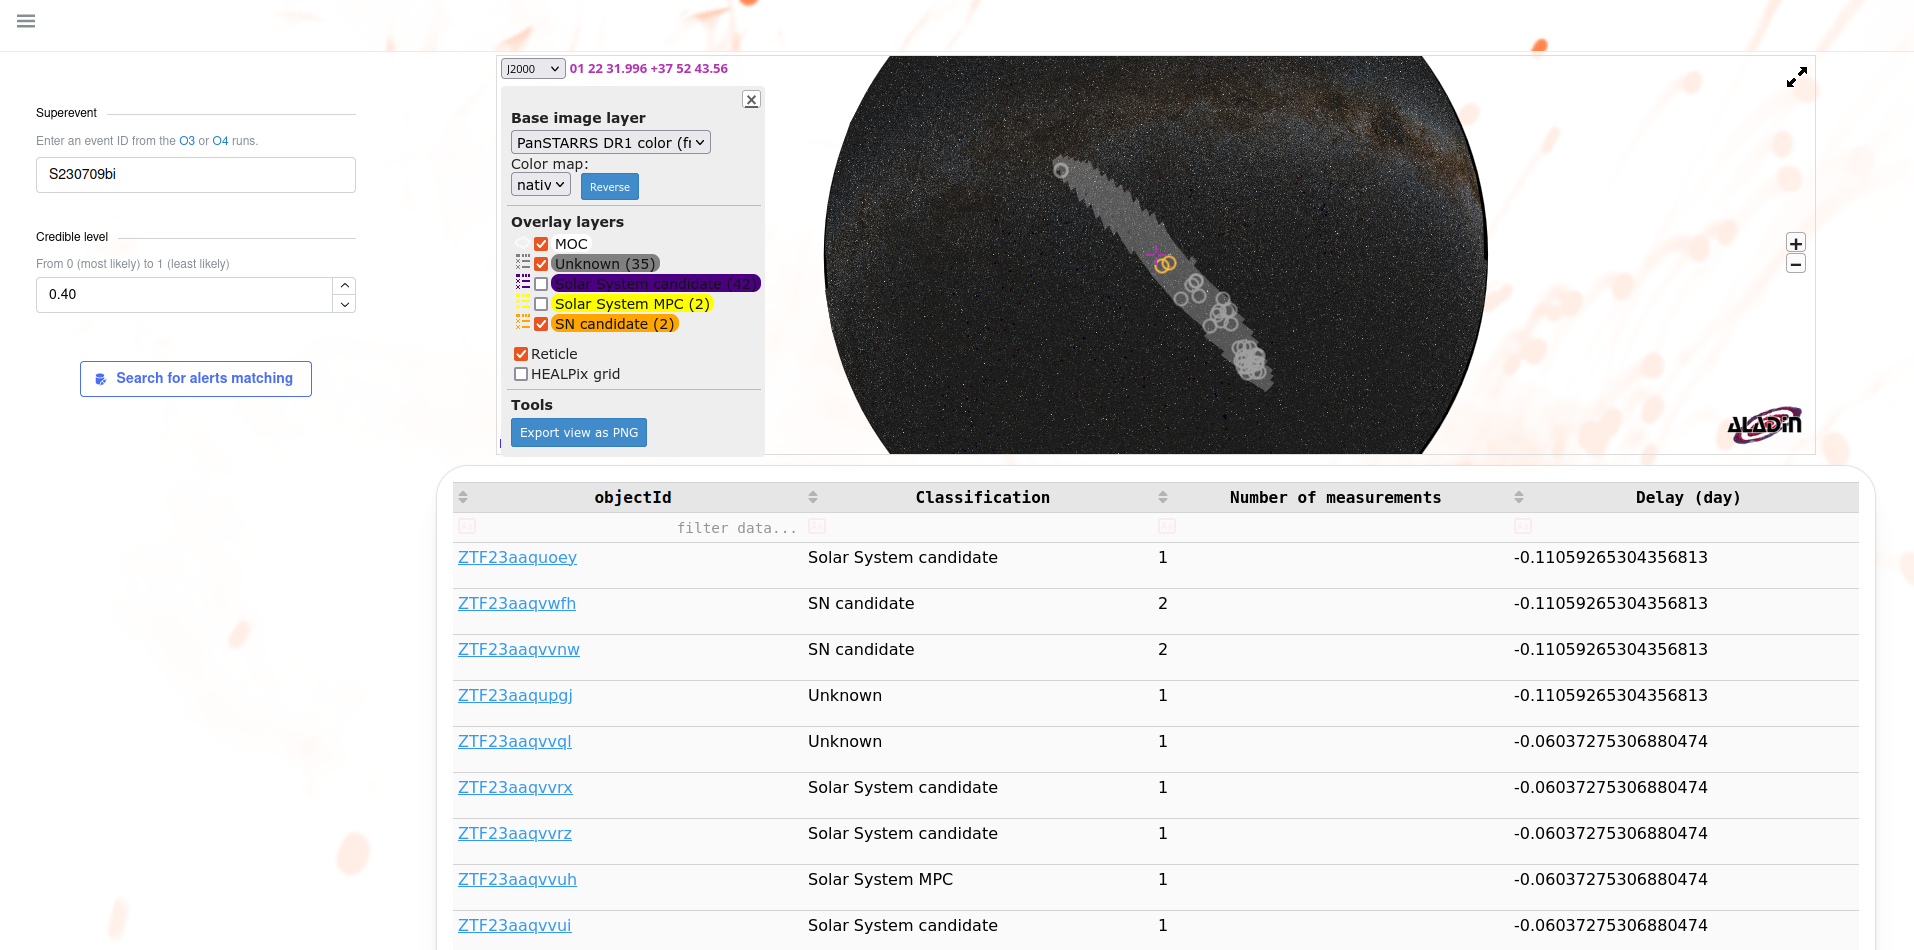 Superevent
Enter an event ID from the O3 or O4 runs.
S230709bi
Credible level
From 0 (most likely) to 1 (least likely)
0.40
Search for alerts matching
J2000 01 22 31.996 +37 52 43.56
Base image layer
PanSTARRS DR1 color (fı
Color map:
nativ Reverse
Overlay layers
MOC
Unknown (35)
Solar System candidate (42)
Solar System MPC (2)
SN candidate (2)
Reticle
HEALPix grid
Tools
Export view as PNG
ALADIN
objectId Classification Number of measurements Delay (day)
filter data...
ZTF23aaquoey Solar System candidate 1 -0.11059265304356813
ZTF23aaqvwfh SN candidate 2 -0.11059265304356813
ZTF23aaqvvnw SN candidate 2 -0.11059265304356813
ZTF23aaqupgj Unknown 1 -0.11059265304356813
ZTF23aaqvvql Unknown 1 -0.06037275306880474
ZTF23aaqvvrx Solar System candidate 1 -0.06037275306880474
ZTF23aaqvvrz Solar System candidate 1 -0.06037275306880474
ZTF23aaqvvuh Solar System MPC 1 -0.06037275306880474
ZTF23aaqvvui Solar System candidate 1 -0.06037275306880474